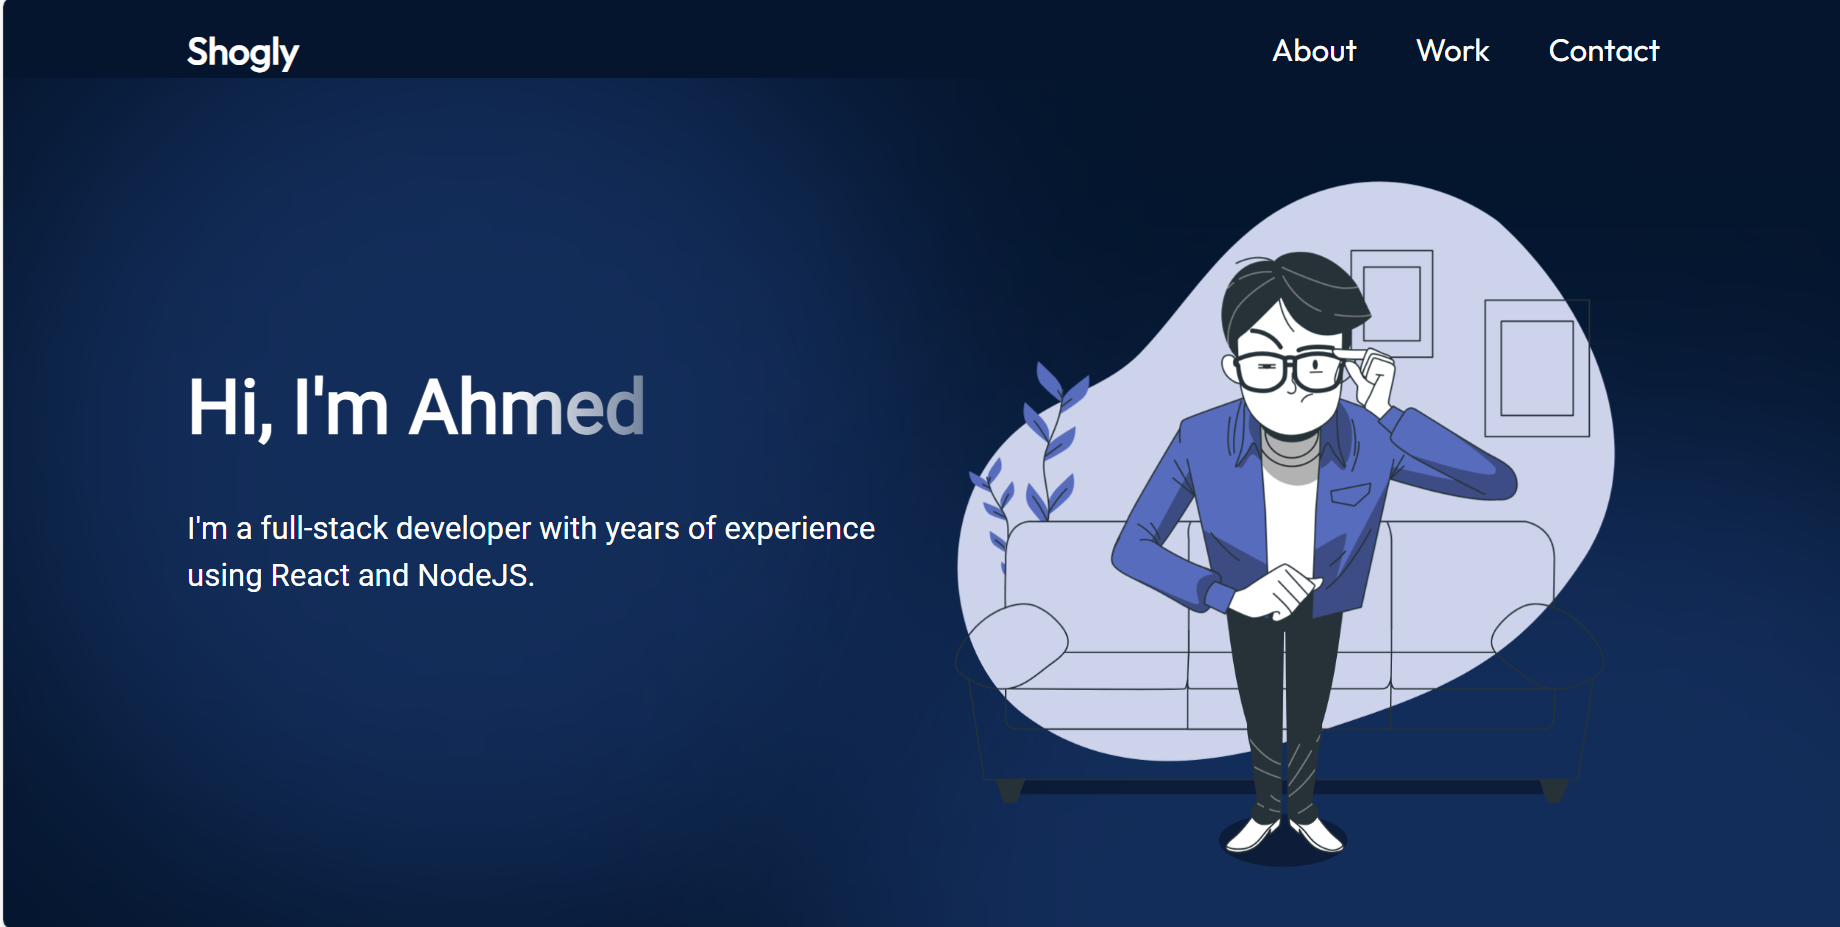 Shogly
About Work Contact
Hi, I'm Ahmed
I'm a full-stack developer with years of experience
using React and NodeJS.